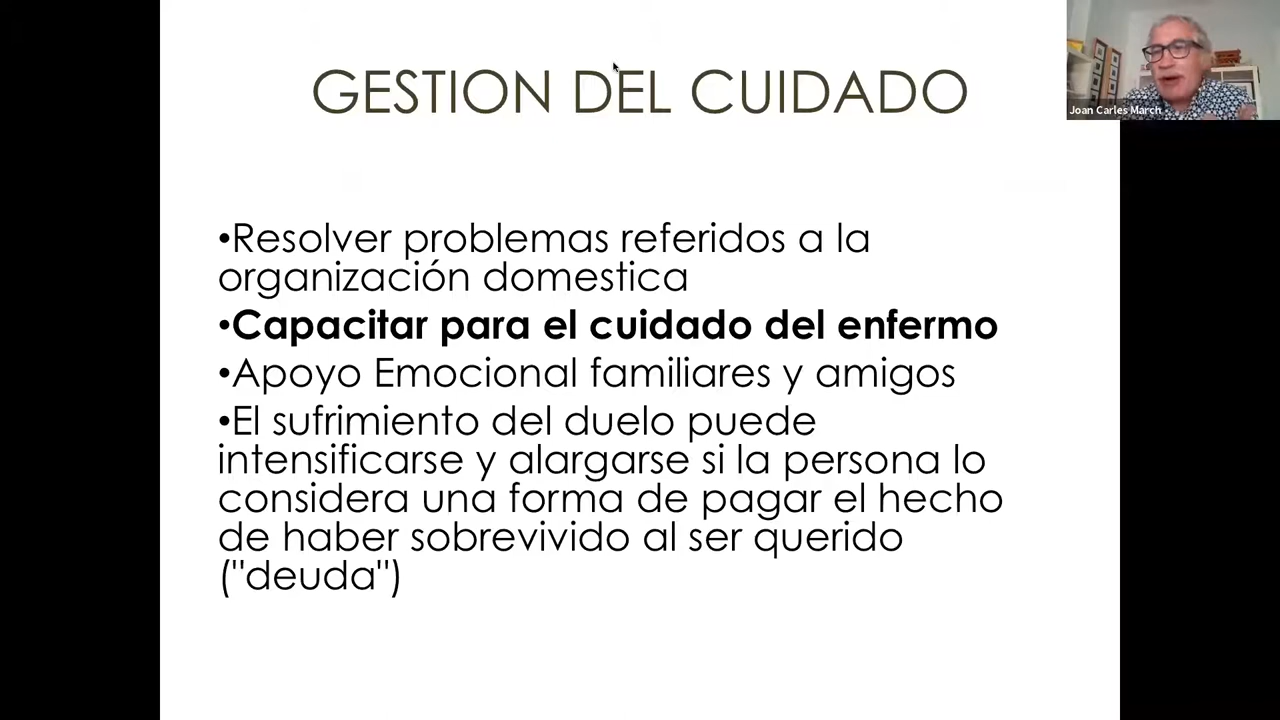 GESTION DEL CUIDADO
Joan Carles March
•Resolver problemas referidos a la
organización domestica
•Capacitar para el cuidado del enfermo
•Apoyo Emocional familiares y amigos
•El sufrimiento del duelo puede
intensificarse y alargarse si la persona lo
considera una forma de pagar el hecho
de haber sobrevivido al ser querido
("deuda")